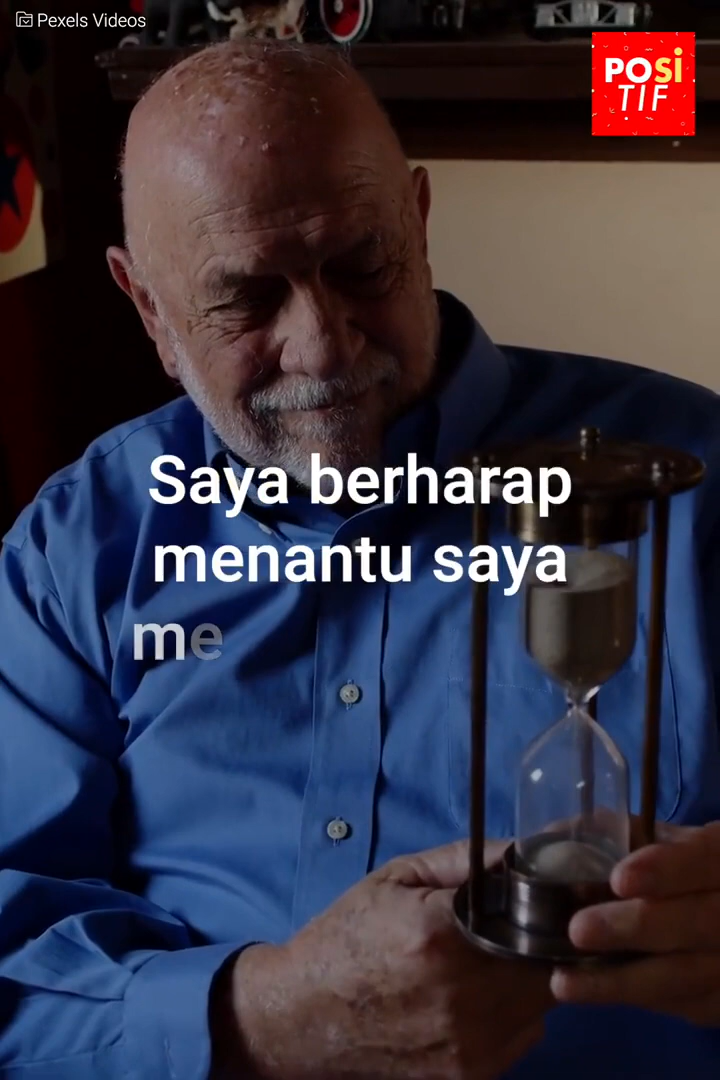 Pexels Videos
POSi
TIF
Saya berharap
menantu saya
me